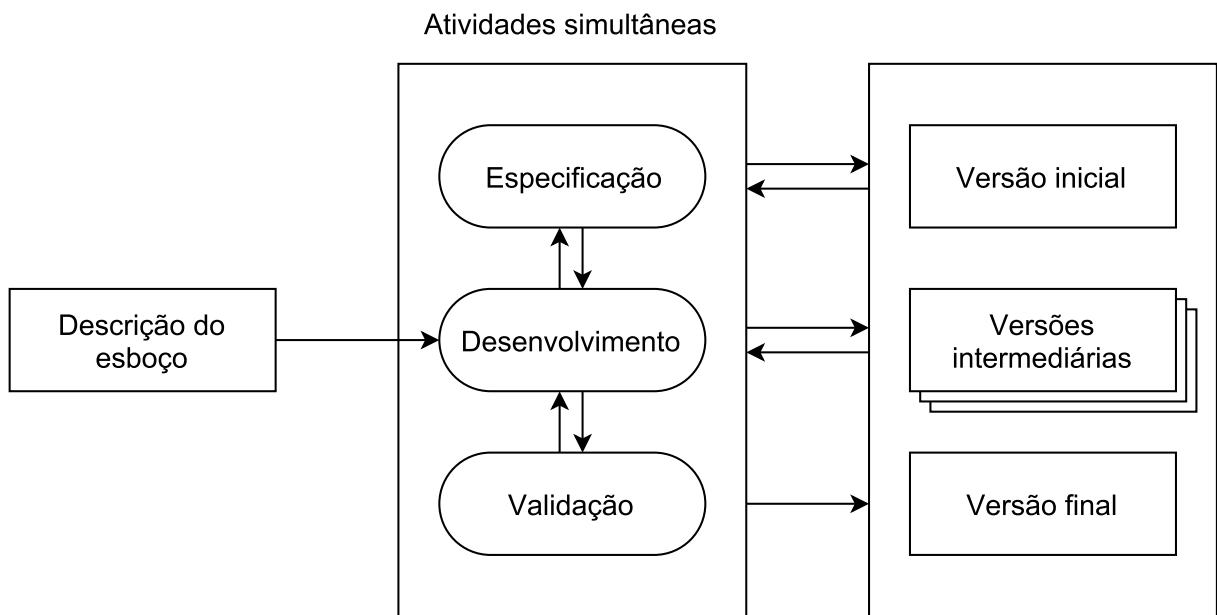 Atividades simultâneas
Especificação
Versão inicial
Descrição do
esboço
Desenvolvimento
Versões
intermediárias
Validação
Versão final